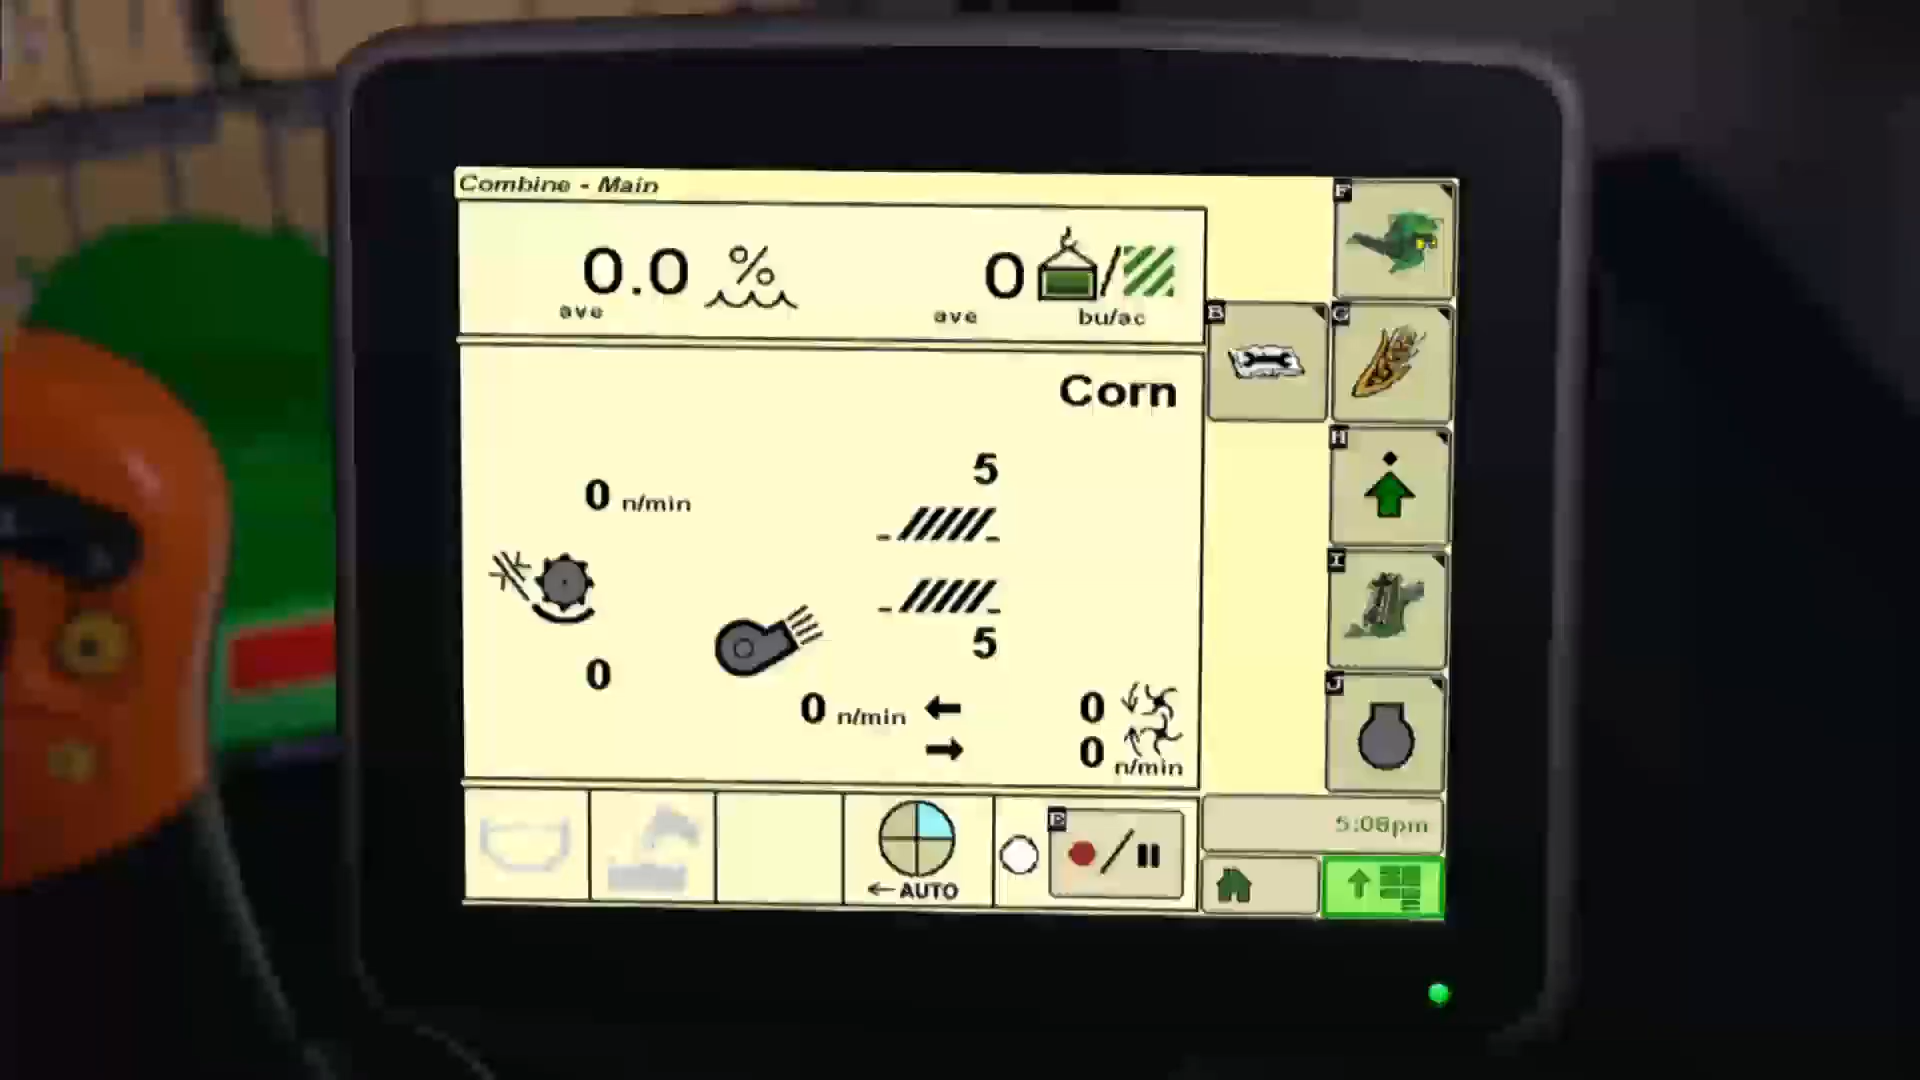 Combine - Main
0.0 %
ave
0 /
ave bu/ac
Corn
5
0 n/min
5
0
0 n/min
0
0
n/min
←AUTO
E
/
B
F
G
H
I
J
5:08pm